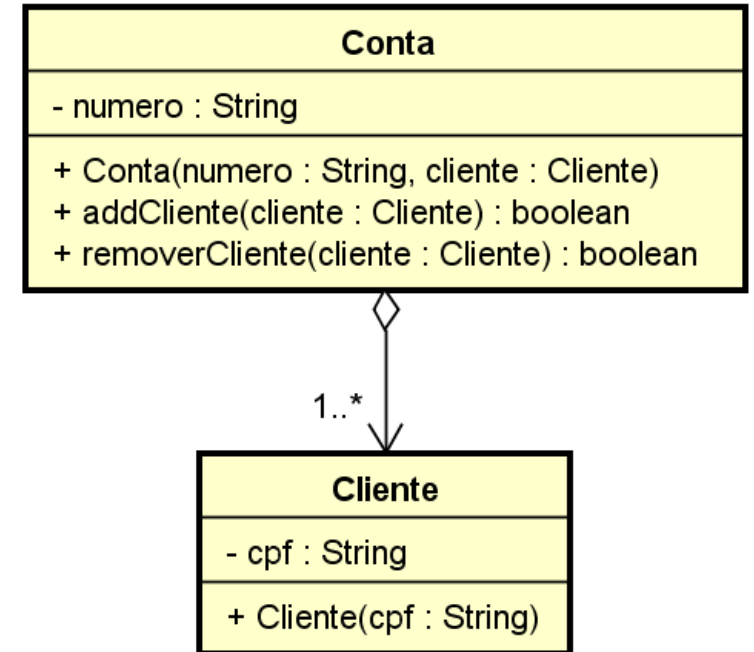 Conta
- numero : String
+ Conta(numero : String, cliente : Cliente)
+ addCliente(cliente : Cliente) : boolean
+ removerCliente(cliente : Cliente) : boolean
1..*
Cliente
- cpf : String
+ Cliente(cpf : String)